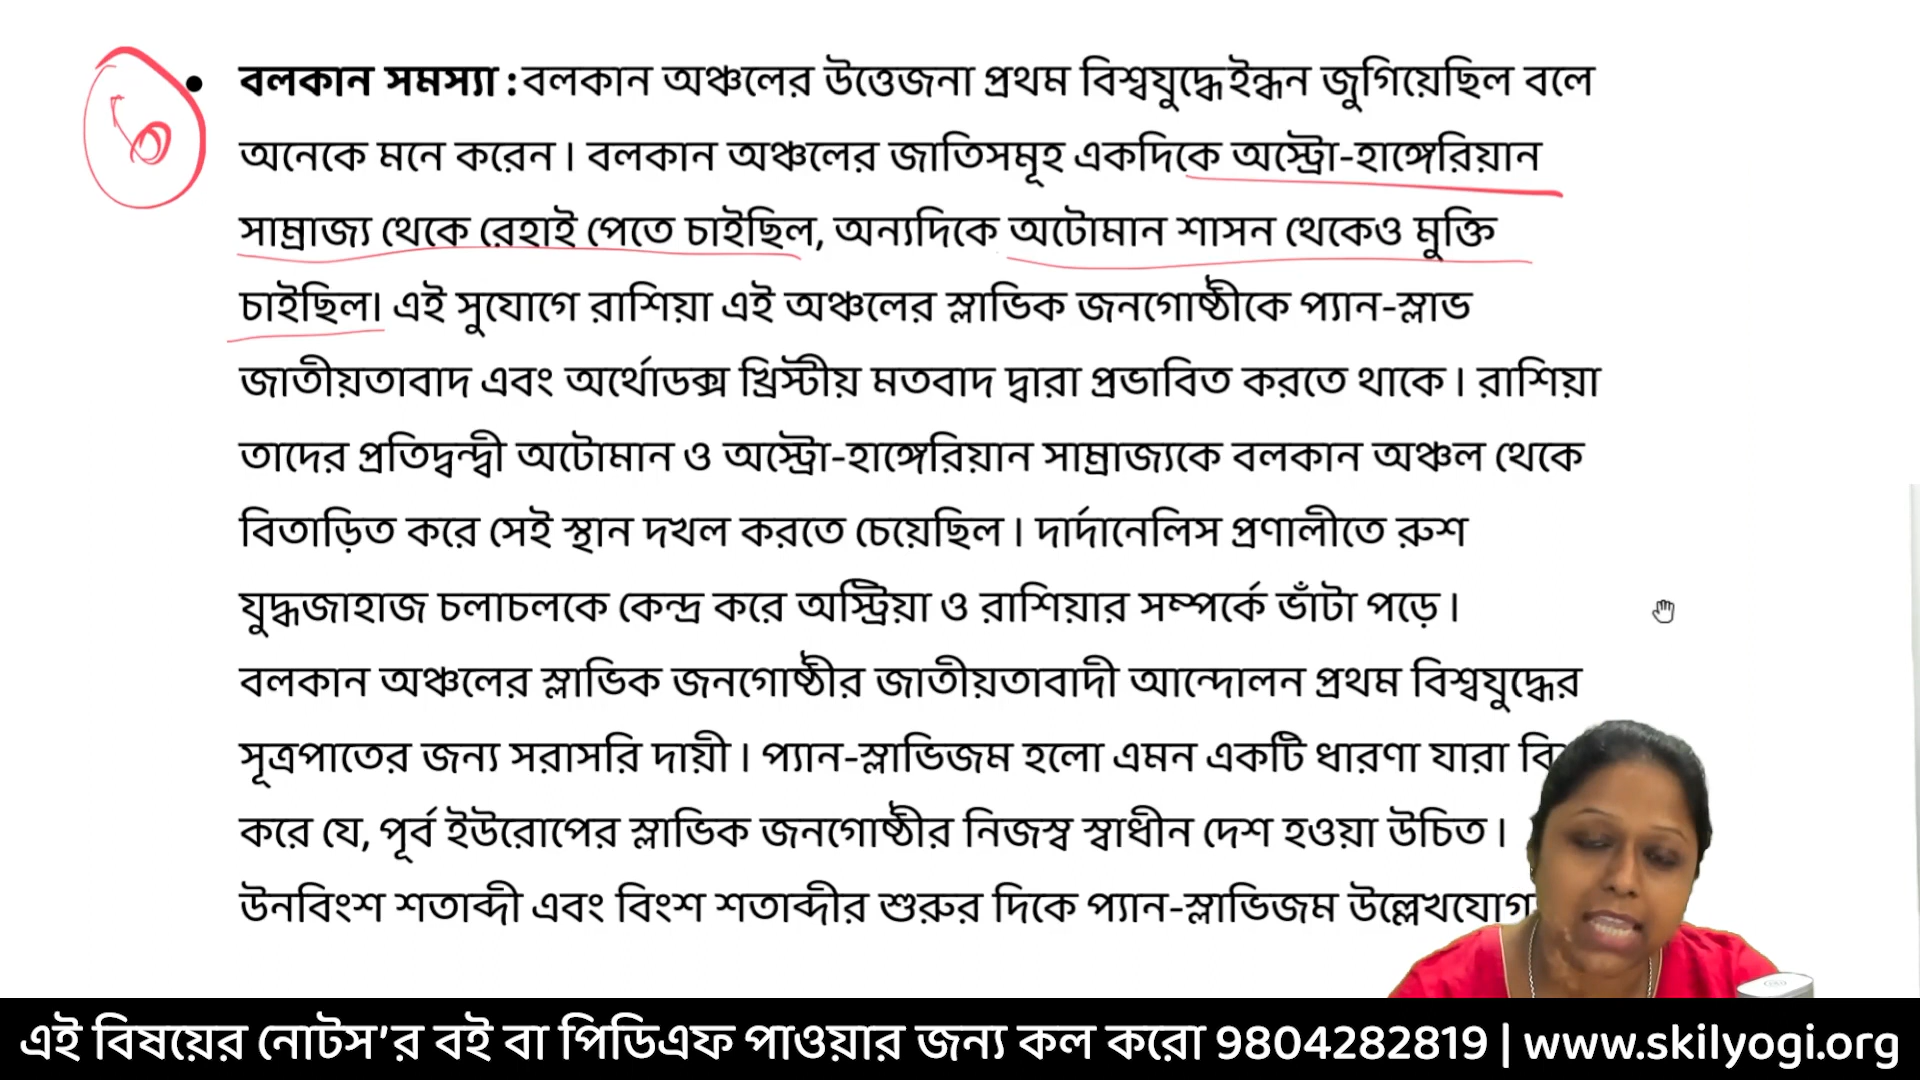 • বলকান সমস্যা : বলকান অঞ্চলের উত্তেজনা প্রথম বিশ্বযুদ্ধে ইন্ধন জুগিয়েছিল বলে
অনেকে মনে করেন। বলকান অঞ্চলের জাতিসমূহ একদিকে অস্ট্রো-হাঙ্গেরিয়ান
সাম্রাজ্য থেকে রেহাই পেতে চাইছিল, অন্যদিকে অটোমান শাসন থেকেও মুক্তি
চাইছিল। এই সুযোগে রাশিয়া এই অঞ্চলের স্লাভিক জনগোষ্ঠীকে প্যান-স্লাভ
জাতীয়তাবাদ এবং অর্থোডক্স খ্রিস্টীয় মতবাদ দ্বারা প্রভাবিত করতে থাকে। রাশিয়া
তাদের প্রতিদ্বন্দ্বী অটোমান ও অস্ট্রো-হাঙ্গেরিয়ান সাম্রাজ্যকে বলকান অঞ্চল থেকে
বিতাড়িত করে সেই স্থান দখল করতে চেয়েছিল। দার্দানেলিস প্রণালীতে রুশ
যুদ্ধজাহাজ চলাচলকে কেন্দ্র করে অস্ট্রিয়া ও রাশিয়ার সম্পর্কে ভাঁটা পড়ে।
বলকান অঞ্চলের স্লাভিক জনগোষ্ঠীর জাতীয়তাবাদী আন্দোলন প্রথম বিশ্বযুদ্ধের
সূত্রপাতের জন্য সরাসরি দায়ী। প্যান-স্লাভিজম হলো এমন একটি ধারণা যারা
করে যে, পূর্ব ইউরোপের স্লাভিক জনগোষ্ঠীর নিজস্ব স্বাধীন দেশ হওয়া উচিত।
উনবিংশ শতাব্দী এবং বিংশ শতাব্দীর শুরুর দিকে প্যান-স্লাভিজম
এই বিষয়ের নোটস'র বই বা পিডিএফ পাওয়ার জন্য কল করো 9804282819 | www.skilyogi.org